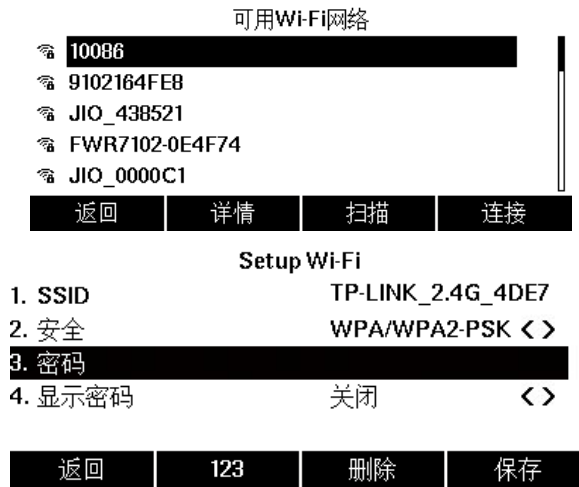 可用Wi-Fi网络
10086
9102164FE8
JIO_438521
FWR7102-0E4F74
JIO_0000C1
返回 详情 扫描 连接
Setup Wi-Fi
1. SSID TP-LINK_2.4G_4DE7
2. 安全 WPA/WPA2-PSK
3. 密码
4. 显示密码 关闭
返回 123 删除 保存